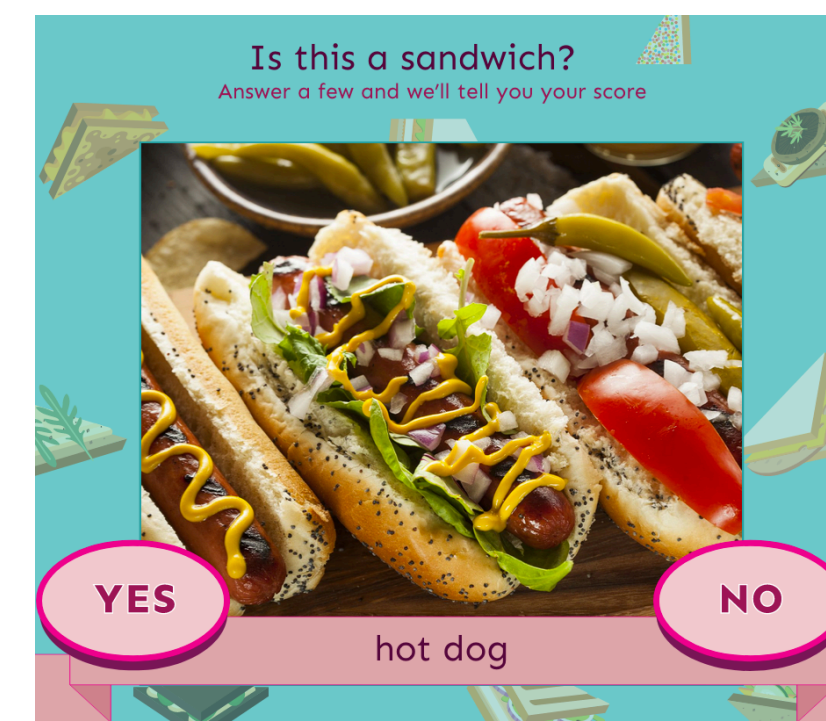 Is this a sandwich?
Answer a few and we'll tell you your score
YES
NO
hot dog